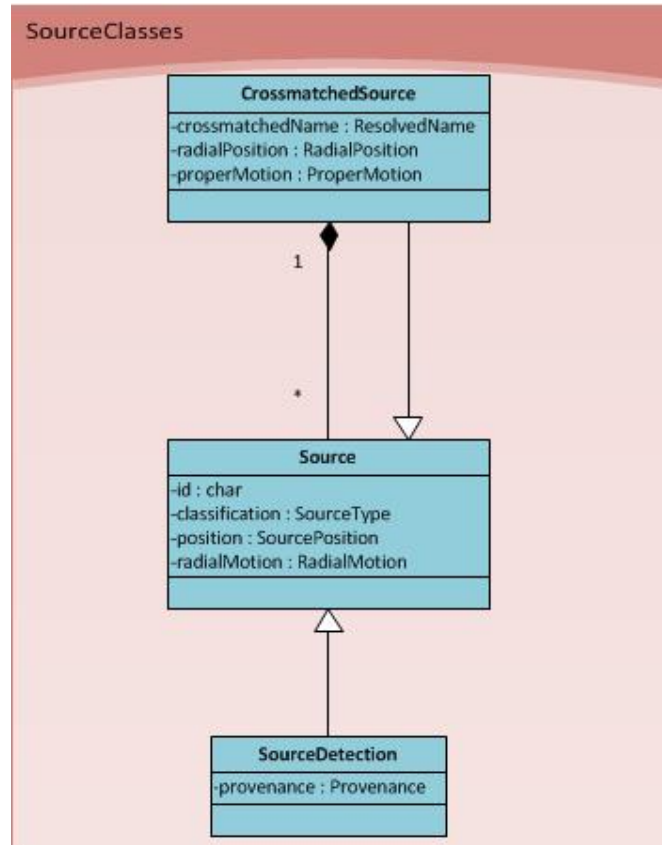 SourceClasses
CrossmatchedSource
-crossmatchedName : ResolvedName
-radialPosition : RadialPosition
-properMotion : ProperMotion
1
*
Source
-id : char
-classification : SourceType
-position : SourcePosition
-radialMotion : RadialMotion
SourceDetection
-provenance : Provenance